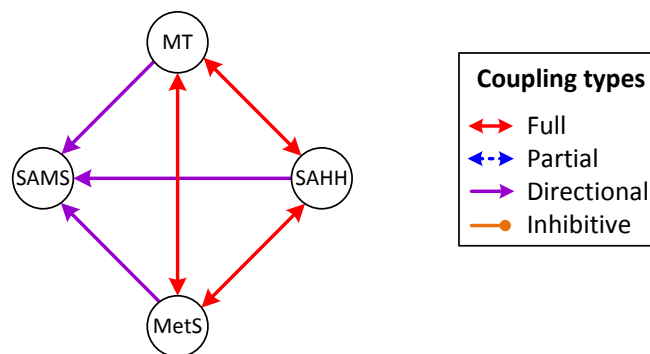 MT
SAMS
SAHH
MetS
Coupling types
Full
Partial
Directional
Inhibitive